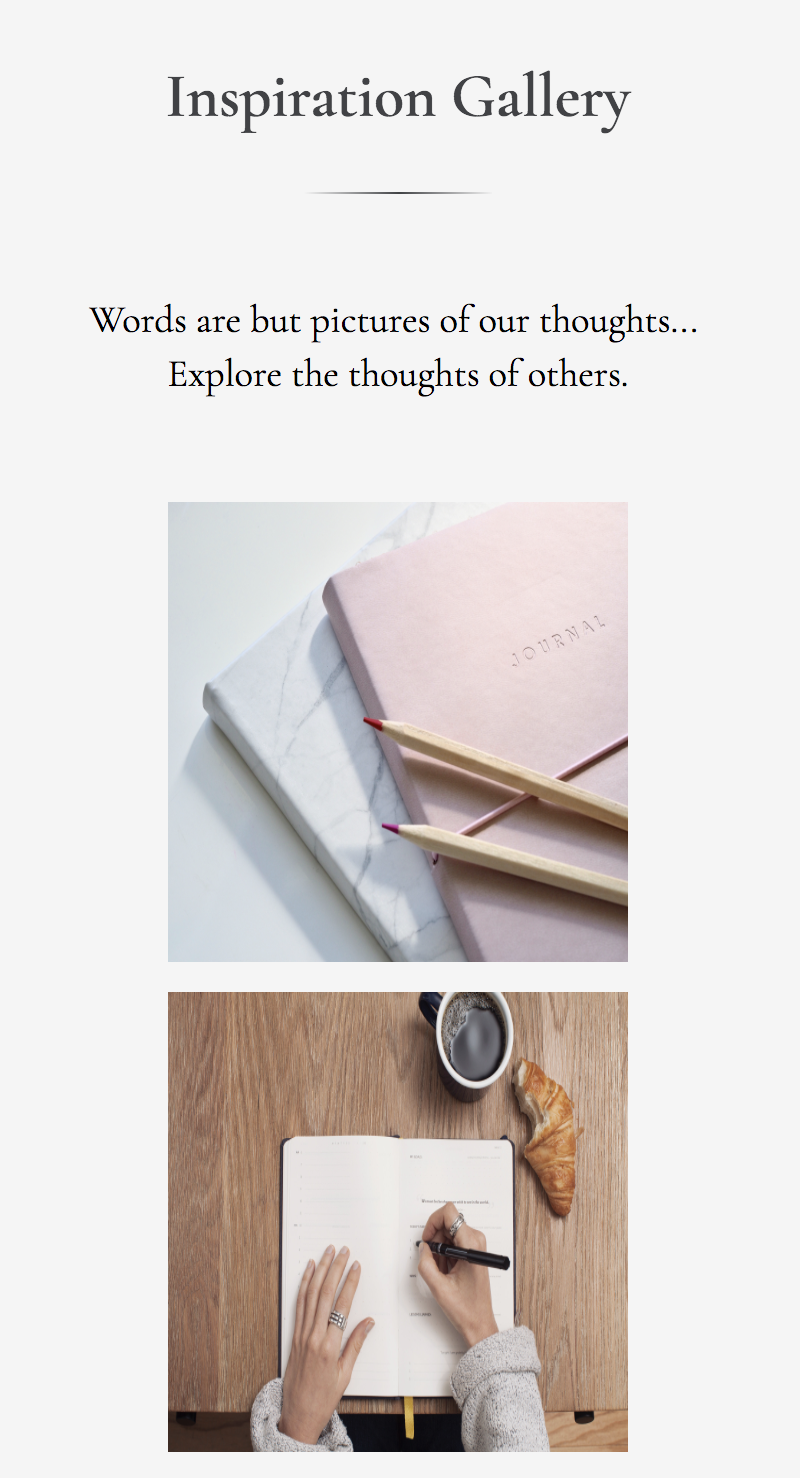 Inspiration Gallery
Words are but pictures of our thoughts...
Explore the thoughts of others.
JOURNAL